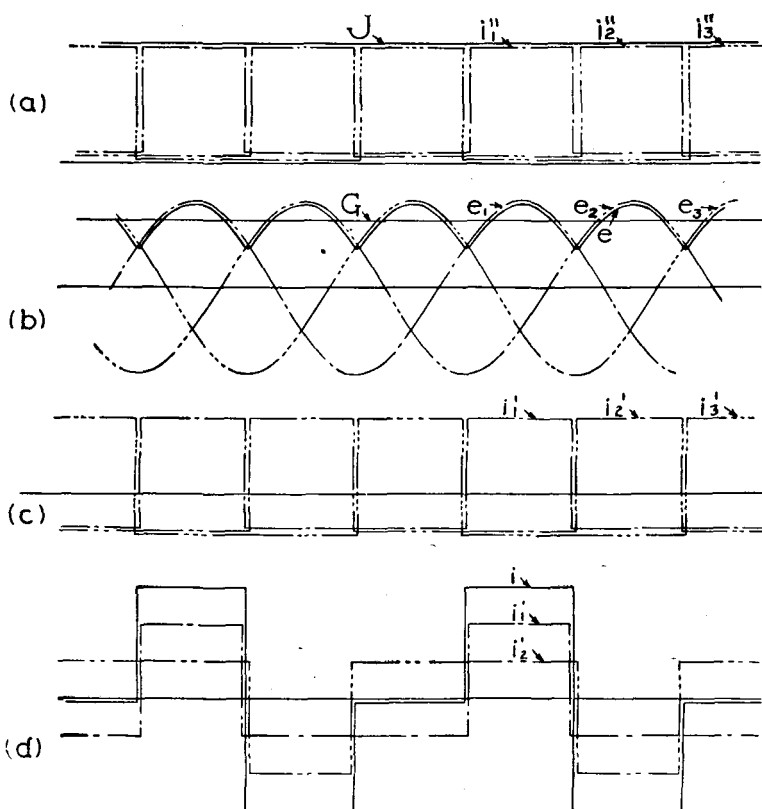 J i₁'' i₂'' i₃''
(a)
G e₁ e₂ e e₃
(b)
i₁' i₂' i₃'
(c)
i
i₁'
i₂'
(d)